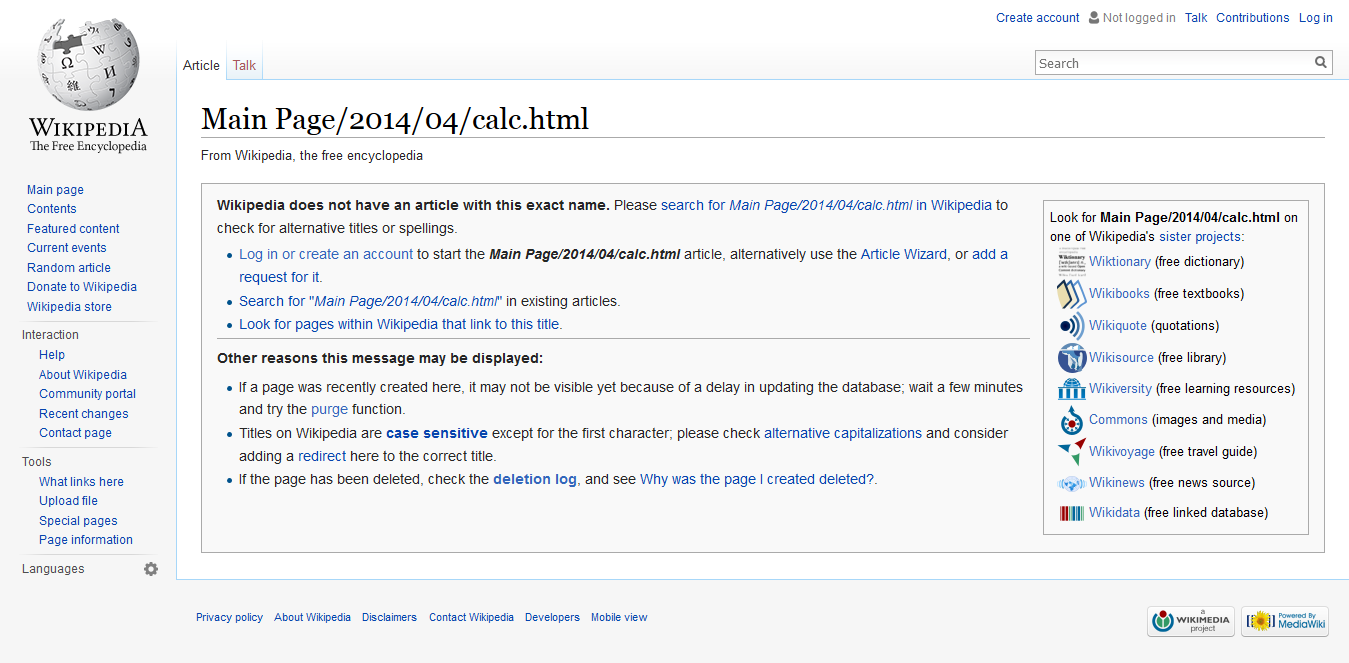 Create account Not logged in Talk Contributions Log in
Article Talk
Search
WIKIPEDIA
The Free Encyclopedia
Main page
Contents
Featured content
Current events
Random article
Donate to Wikipedia
Wikipedia store
Interaction
Help
About Wikipedia
Community portal
Recent changes
Contact page
Tools
What links here
Upload file
Special pages
Page information
Languages
Main Page/2014/04/calc.html
From Wikipedia, the free encyclopedia
Wikipedia does not have an article with this exact name. Please search for Main Page/2014/04/calc.html in Wikipedia to
check for alternative titles or spellings.
Log in or create an account to start the Main Page/2014/04/calc.html article, alternatively use the Article Wizard, or add a
request for it.
Search for "Main Page/2014/04/calc.html" in existing articles.
Look for pages within Wikipedia that link to this title.
Other reasons this message may be displayed:
If a page was recently created here, it may not be visible yet because of a delay in updating the database; wait a few minutes
and try the purge function.
Titles on Wikipedia are case sensitive except for the first character; please check alternative capitalizations and consider
adding a redirect here to the correct title.
If the page has been deleted, check the deletion log, and see Why was the page I created deleted?.
Look for Main Page/2014/04/calc.html on
one of Wikipedia's sister projects:
Wiktionary (free dictionary)
Wikibooks (free textbooks)
Wikiquote (quotations)
Wikisource (free library)
Wikiversity (free learning resources)
Commons (images and media)
Wikivoyage (free travel guide)
Wikinews (free news source)
Wikidata (free linked database)
Privacy policy About Wikipedia Disclaimers Contact Wikipedia Developers Mobile view
a
WIKIMEDIA
project
Powered By
MediaWiki